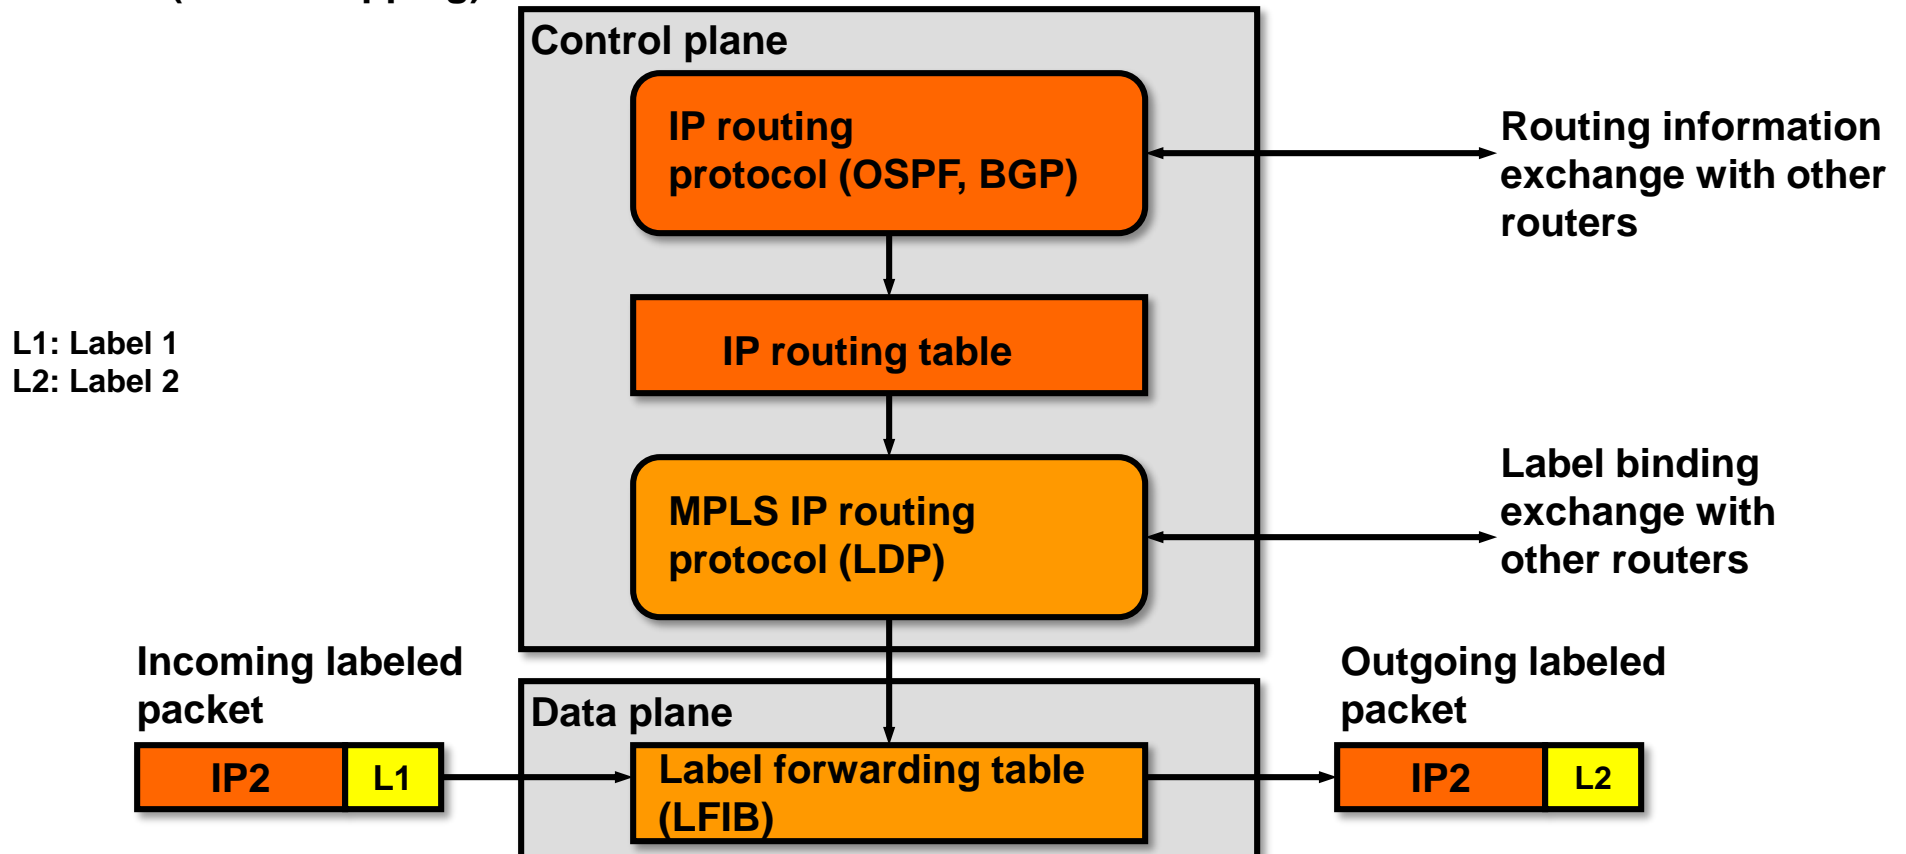 Control plane
IP routing
protocol (OSPF, BGP)
Routing information
exchange with other
routers
IP routing table
L1: Label 1
L2: Label 2
MPLS IP routing
protocol (LDP)
Label binding
exchange with
other routers
Incoming labeled
packet
Outgoing labeled
packet
Data plane
IP2 L1
Label forwarding table
(LFIB)
IP2 L2